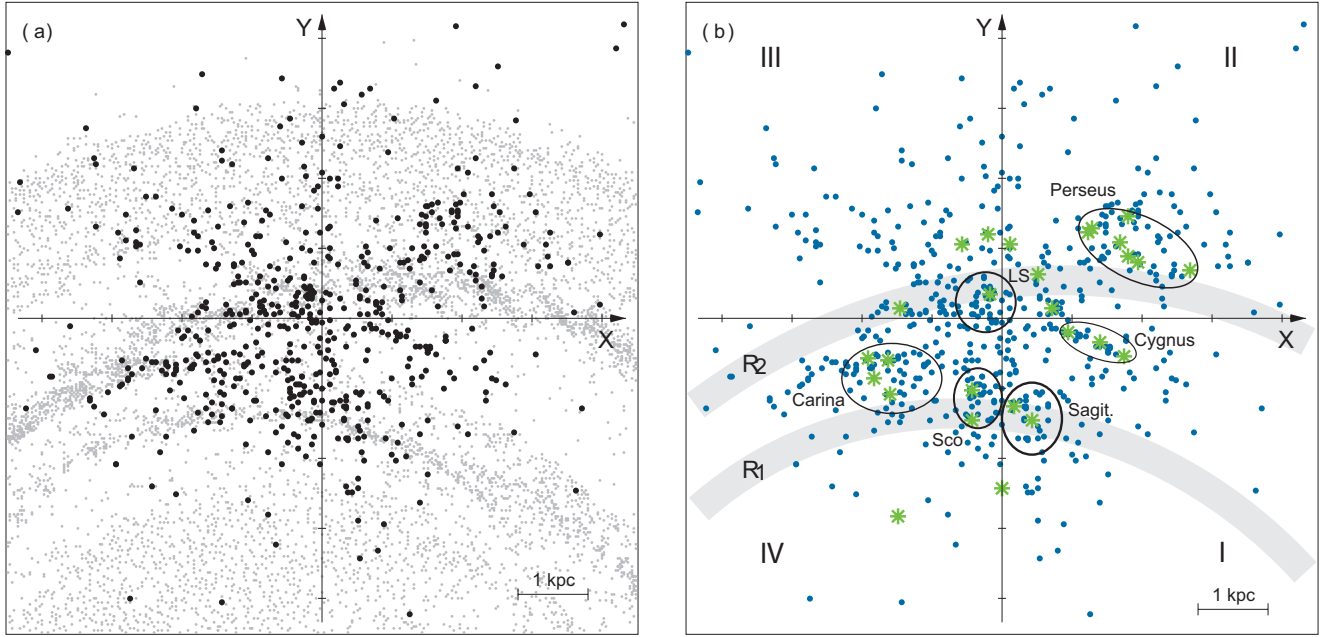 ( a )
Y
X
1 kpc
( b )
Y
III
II
Perseus
LS
X
Cygnus
R2
Carina
Sagit.
Sco
R1
IV
I
1 kpc